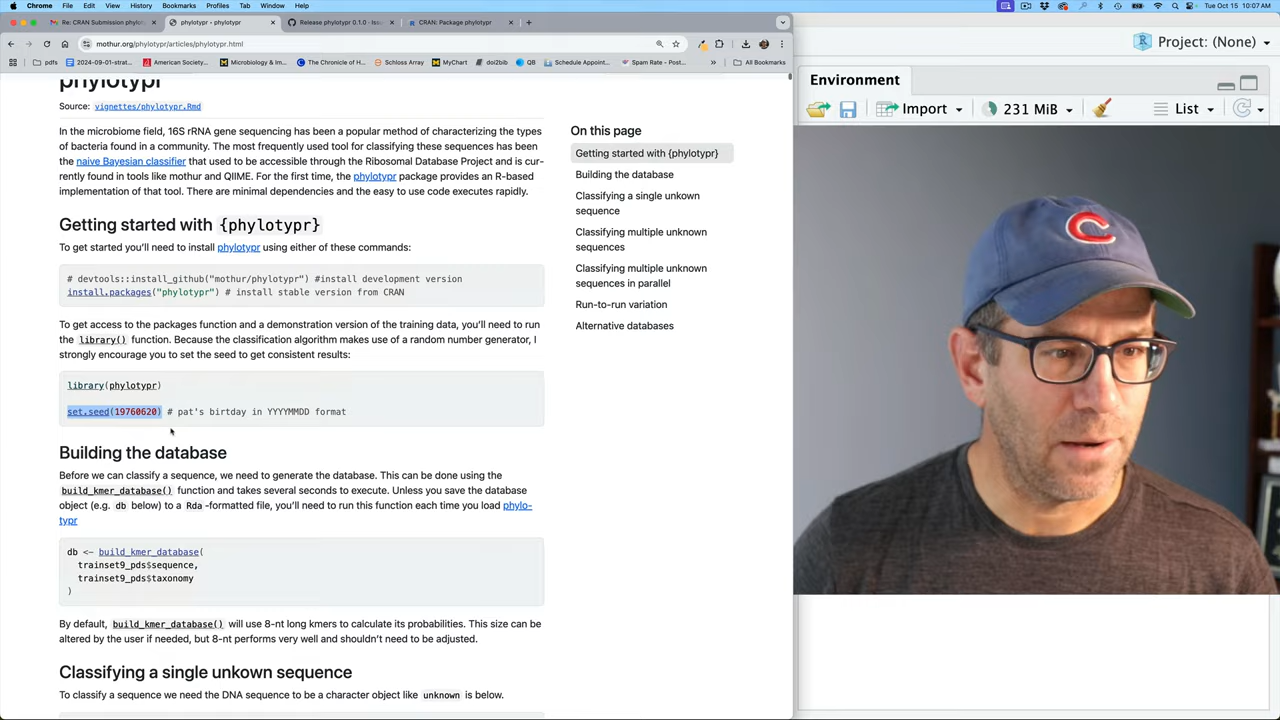 Chrome File Edit View History Bookmarks Profiles Tab Window Help
Tue Oct 15 10:07 AM
Re: CRAN Submission phylot
phylotypr • phylotypr
Release phylotypr 0.1.0 · Iss
CRAN: Package phylotypr
mothur.org/phylotypr/articles/phylotypr.html
pdfs
2024-09-01-strat...
American Society...
Microbiology & Im...
The Chronicle of H...
Schloss Array
MyChart
doi2bib
QB
Schedule Appoint...
Spam Rate - Post...
All Bookmarks
phylotypr
Source: vignettes/phylotypr.Rmd
In the microbiome field, 16S rRNA gene sequencing has been a popular method of characterizing the types
of bacteria found in a community. The most frequently used tool for classifying these sequences has been
the naive Bayesian classifier that used to be accessible through the Ribosomal Database Project and is cur-
rently found in tools like mothur and QIIME. For the first time, the phylotypr package provides an R-based
implementation of that tool. There are minimal dependencies and the easy to use code executes rapidly.
Getting started with {phylotypr}
To get started you'll need to install phylotypr using either of these commands:
# devtools::install_github("mothur/phylotypr") #install development version
install.packages("phylotypr") # install stable version from CRAN
To get access to the packages function and a demonstration version of the training data, you'll need to run
the library() function. Because the classification algorithm makes use of a random number generator, I
strongly encourage you to set the seed to get consistent results:
library(phylotypr)
set.seed(19760620) # pat's birtday in YYYYMMDD format
Building the database
Before we can classify a sequence, we need to generate the database. This can be done using the
build_kmer_database() function and takes several seconds to execute. Unless you save the database
object (e.g. db below) to a Rda -formatted file, you'll need to run this function each time you load phylo-
typr
db <- build_kmer_database(
trainset9_pds$sequence,
trainset9_pds$taxonomy
)
By default, build_kmer_database() will use 8-nt long kmers to calculate its probabilities. This size can be
altered by the user if needed, but 8-nt performs very well and shouldn't need to be adjusted.
Classifying a single unkown sequence
To classify a sequence we need the DNA sequence to be a character object like unknown is below.
On this page
Getting started with {phylotypr}
Building the database
Classifying a single unkown
sequence
Classifying multiple unknown
sequences
Classifying multiple unknown
sequences in parallel
Run-to-run variation
Alternative databases
Project: (None)
Environment
Import
231 MiB
List